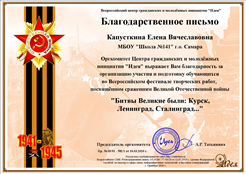 Всероссийский центр гражданских и молодёжных инициатив "Идея"
Благодарственное письмо
Капусткина Елена Вячеславовна
МБОУ "Школа №141" г.о. Самара
Оргкомитет Центра гражданских и молодёжных
инициатив "Идея" выражает Вам благодарность за
организацию участия и подготовку обучающихся
во Всероссийском фестивале творческих работ,
посвящённом сражениям Великой Отечественной войны
"Битвы Великие были: Курск,
Ленинград, Сталинград..."
1941-1945
Председатель оргкомитета
Идея